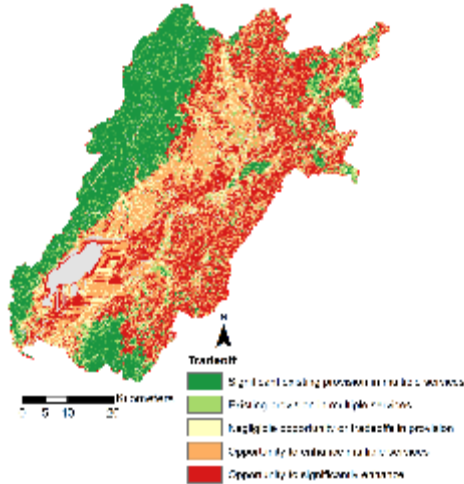 N
Tradeoff
Significant existing provision in multiple services
Existing provision in multiple services
Negligible opportunity or tradeoffs in provision
Opportunity to enhance multiple services
Opportunity to significantly enhance
Kilometers
0 5 10 20